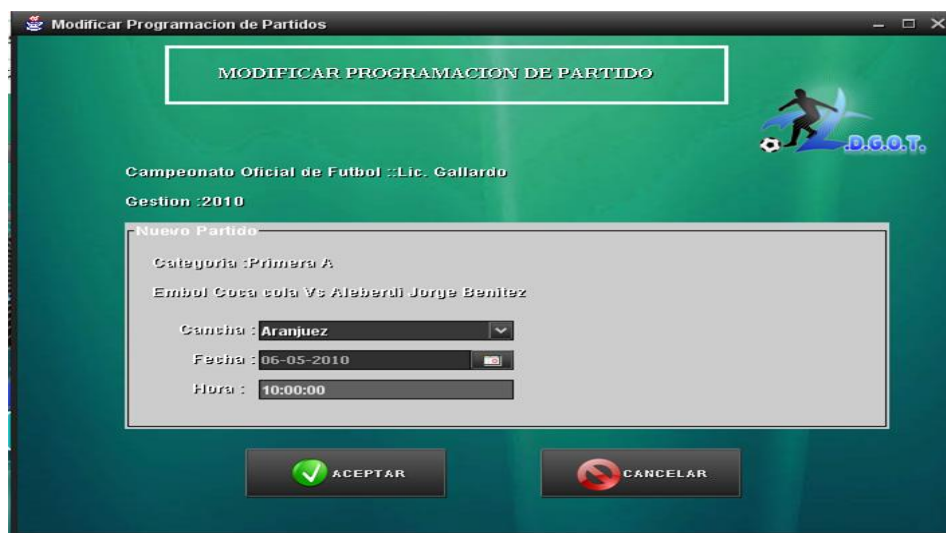 Modificar Programacion de Partidos
MODIFICAR PROGRAMACION DE PARTIDO
.D.G.O.T.
Campeonato Oficial de Futbol ::Lic. Gallardo
Gestion :2010
Nuevo Partido
Categoria :Primera A
Embol Coca cola Vs Aleberdi Jorge Benitez
Cancha : Aranjuez
Fecha : 06-05-2010
Hora : 10:00:00
ACEPTAR
CANCELAR